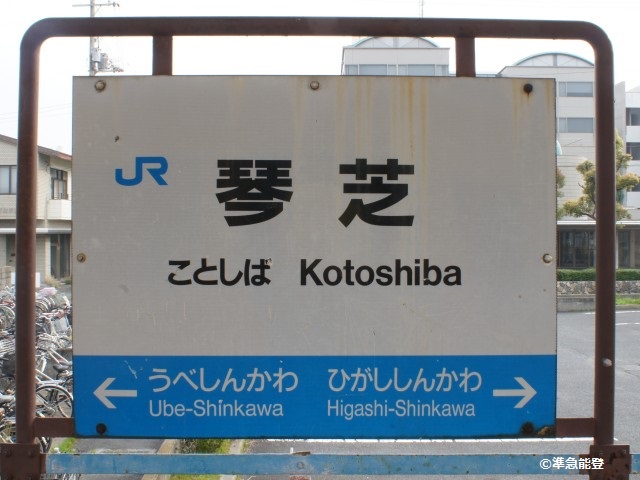 JR 琴芝
ことしば Kotoshiba
← うべしんかわ ひがししんかわ →
Ube-Shinkawa Higashi-Shinkawa
©準急能登